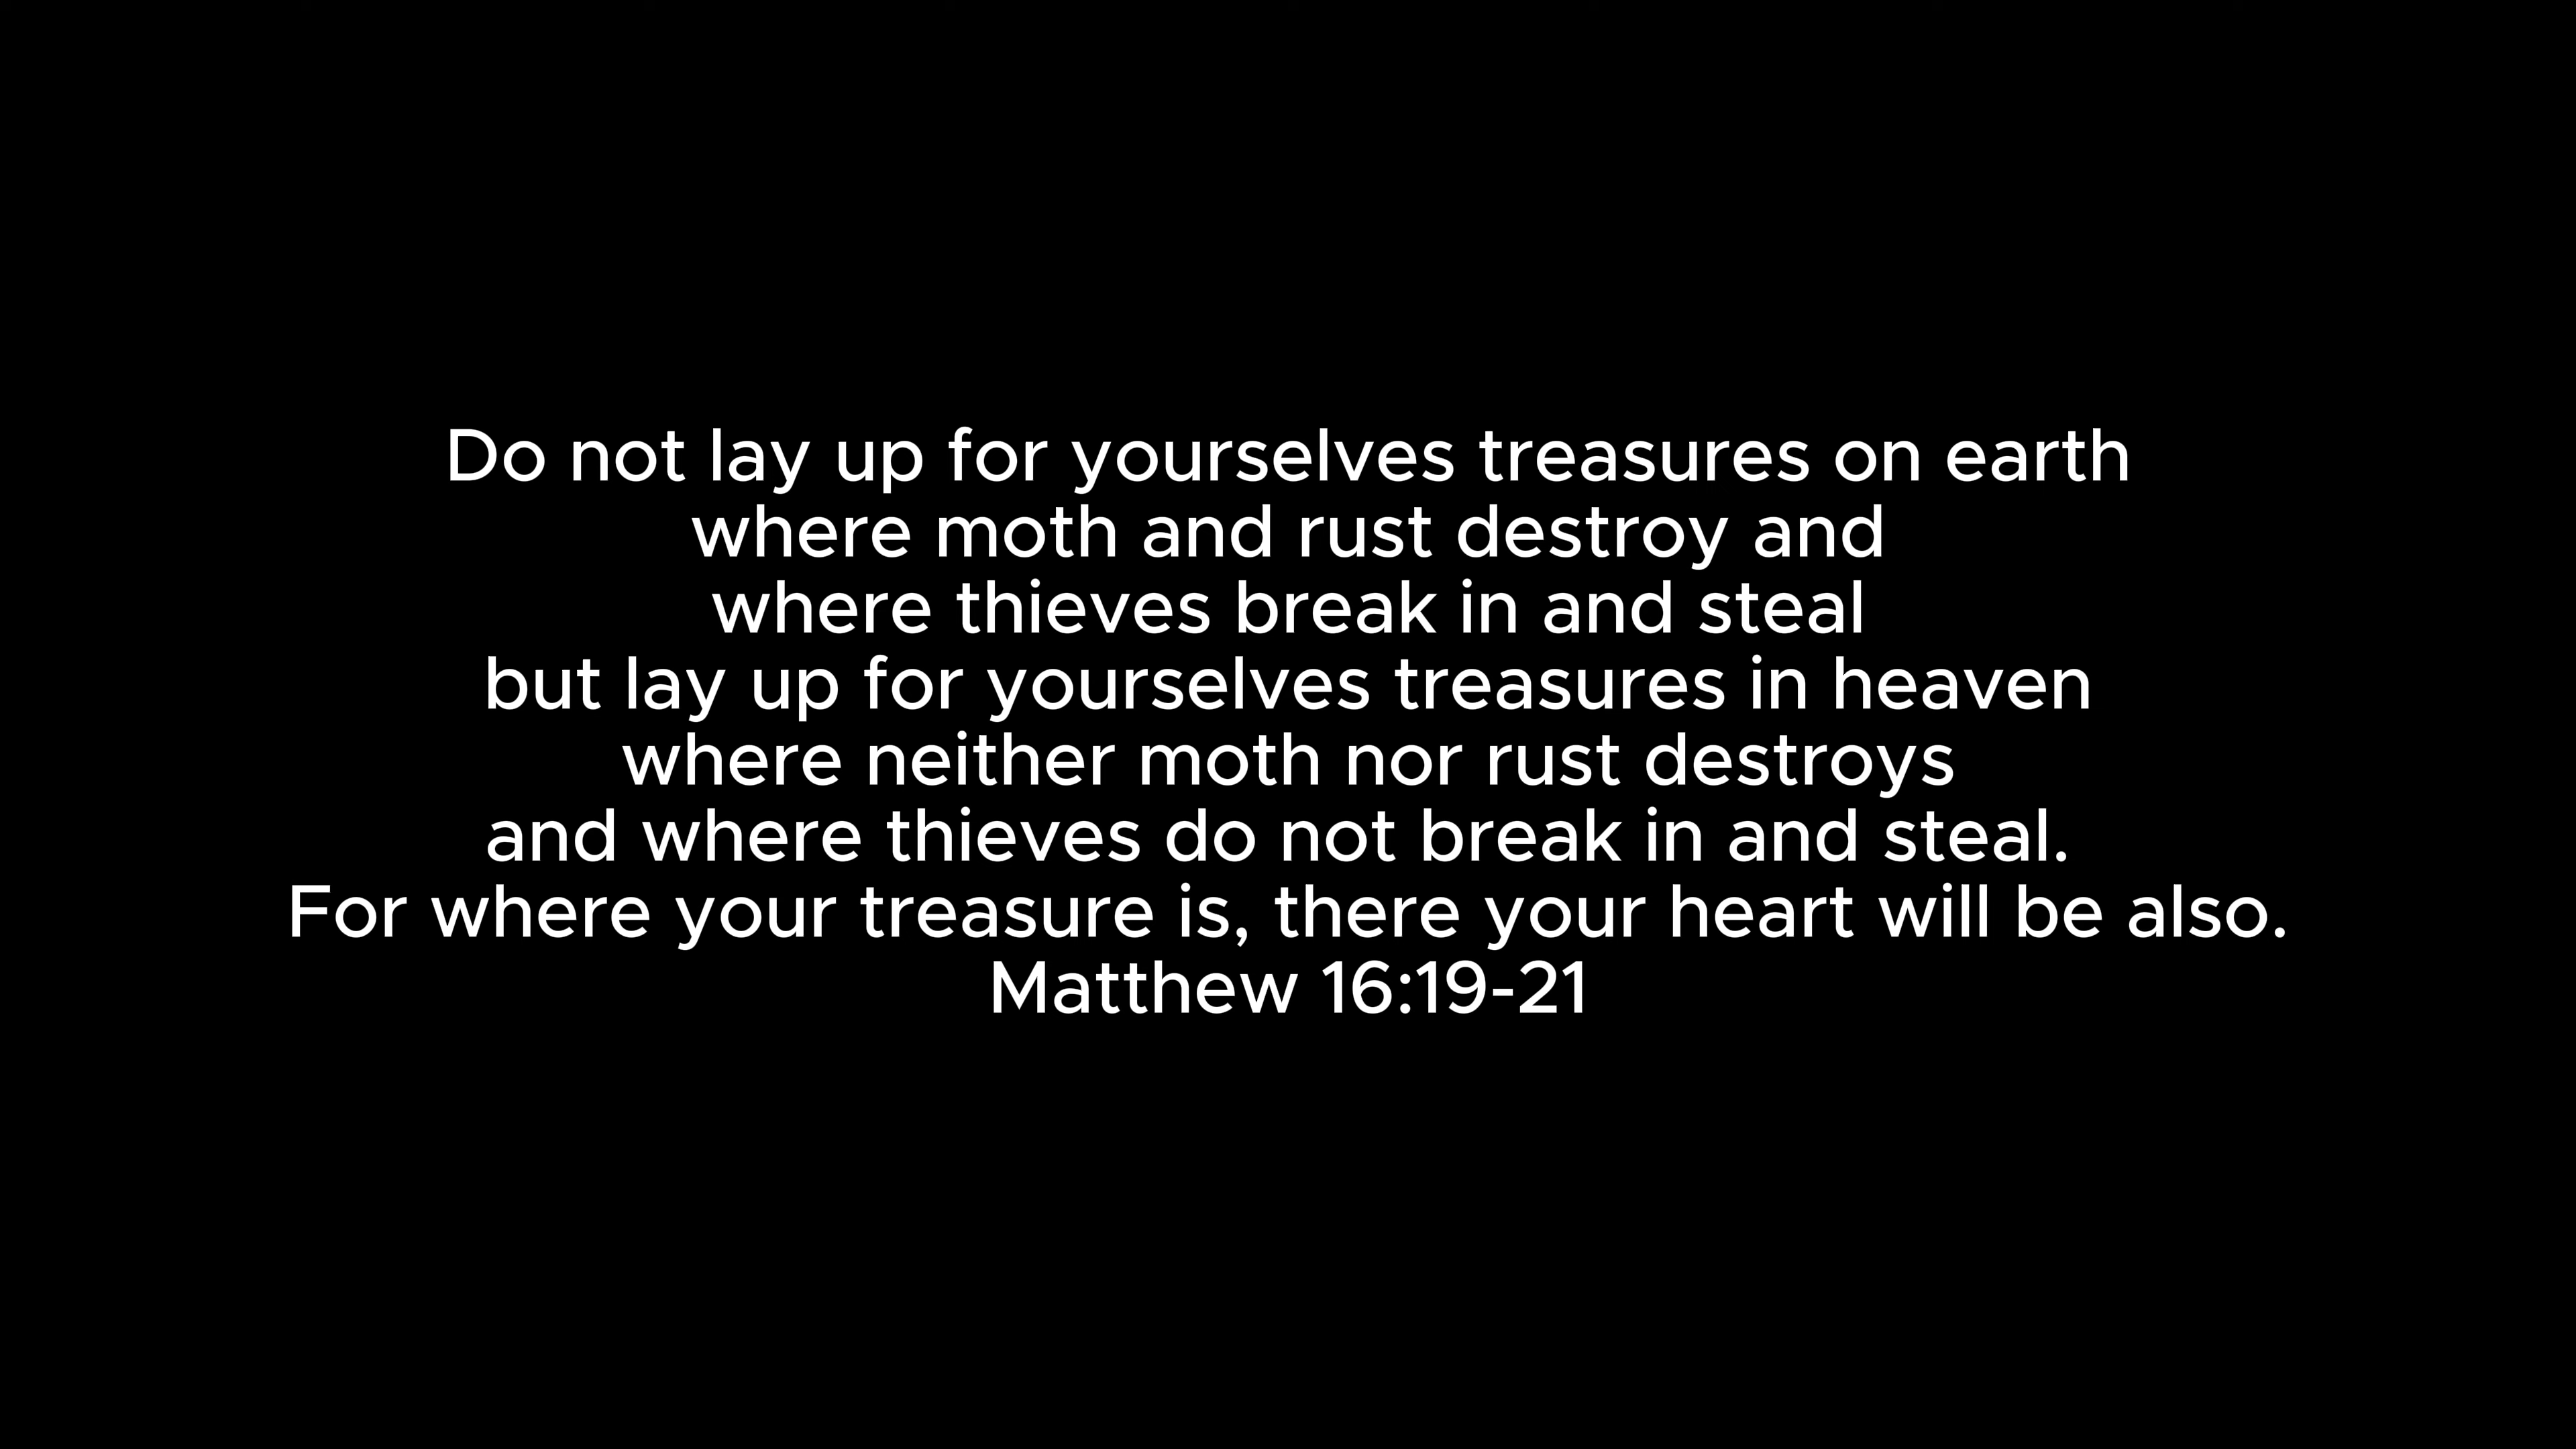 Do not lay up for yourselves treasures on earth
where moth and rust destroy and
where thieves break in and steal
but lay up for yourselves treasures in heaven
where neither moth nor rust destroys
and where thieves do not break in and steal.
For where your treasure is, there your heart will be also.
Matthew 16:19-21